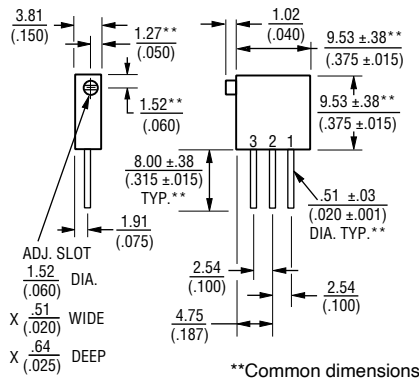 3.81
(.150)
1.27**
(.050)
1.52**
(.060)
1.91
(.075)
ADJ. SLOT
1.52
(.060) DIA.
X .51
(.020) WIDE
X .64
(.025) DEEP
1.02
(.040)
9.53 ±.38**
(.375 ±.015)
9.53 ±.38**
(.375 ±.015)
3 2 1
8.00 ±.38
(.315 ±.015)
TYP.**
.51 ±.03
(.020 ±.001)
DIA. TYP.**
2.54
(.100)
2.54
(.100)
4.75
(.187)
**Common dimensions